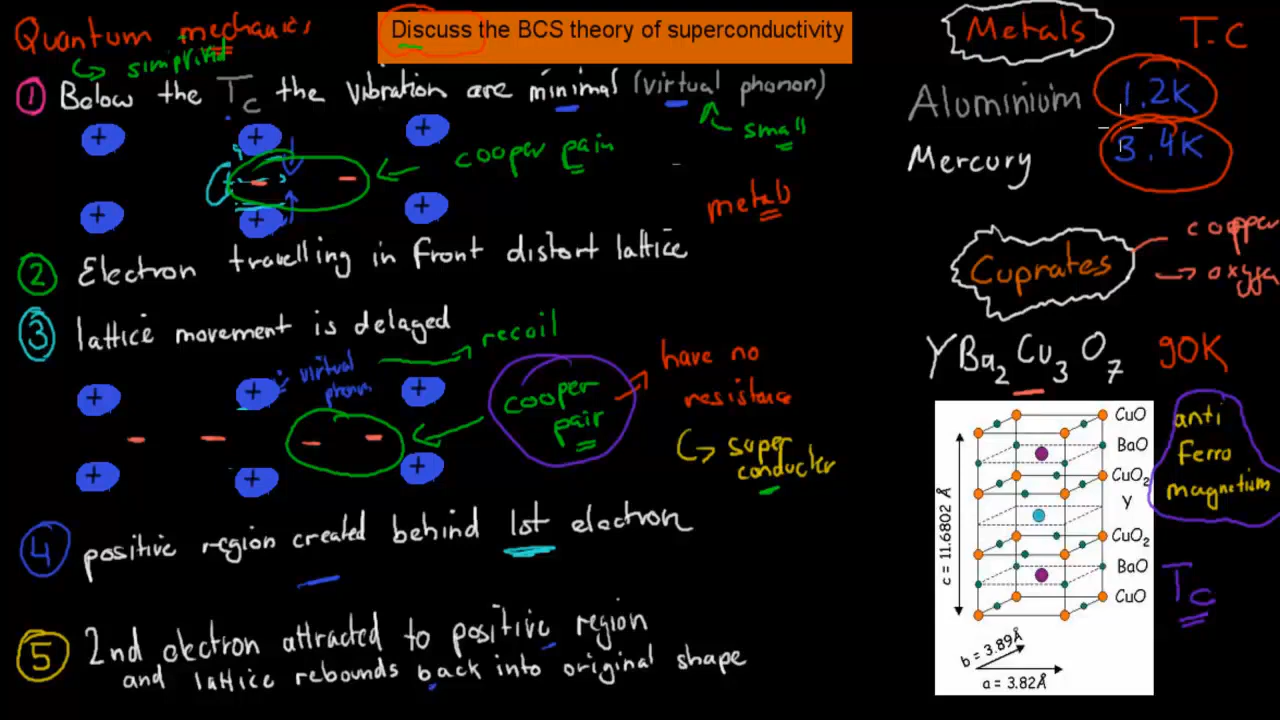 Quantum mechanics
↳ simplified
Discuss the BCS theory of superconductivity
① Below the Tc the vibration are minimal (virtual phonon)
small
+ + +
cooper pair
+ + +
metals
② Electron travelling in front distort lattice
③ lattice movement is delayed
recoil
virtual phonon
+ + +
cooper pair
have no resistance
↳ super conductor
+ + +
④ positive region created behind 1st electron
⑤ 2nd electron attracted to positive region
and lattice rebounds back into original shape
Metals T.C
Aluminium 1.2K
Mercury 3.4K
Cuprates
copper
→ oxygen
YBa2Cu3O7 90K
CuO
BaO
CuO2
Y
CuO2
BaO
CuO
c = 11.6802 Å
b = 3.89Å
a = 3.82Å
anti
ferro
magnetium
Tc